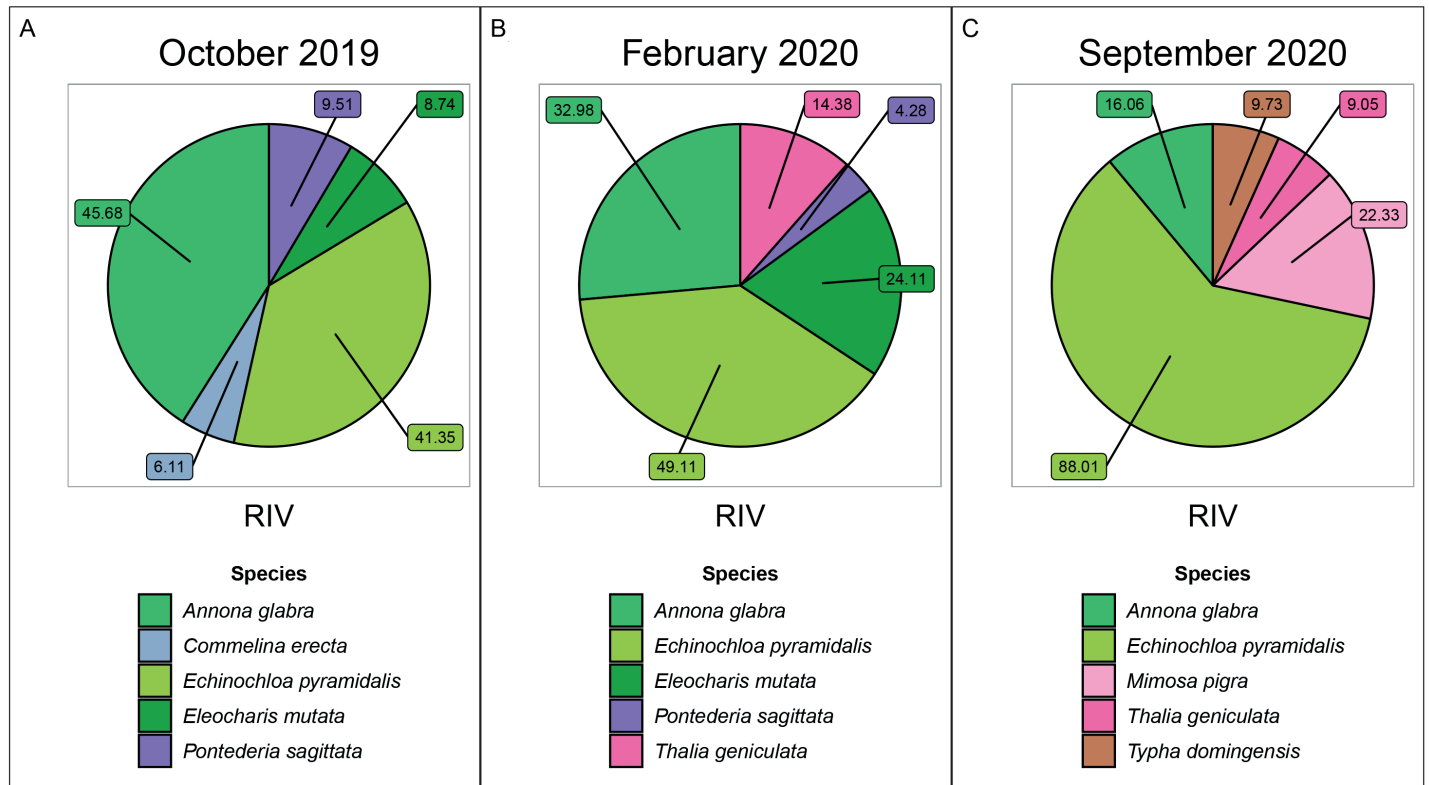 A
October 2019
9.51
8.74
45.68
41.35
6.11
RIV
Species
Annona glabra
Commelina erecta
Echinochloa pyramidalis
Eleocharis mutata
Pontederia sagittata
B
February 2020
32.98
14.38
4.28
24.11
49.11
RIV
Species
Annona glabra
Echinochloa pyramidalis
Eleocharis mutata
Pontederia sagittata
Thalia geniculata
C
September 2020
16.06
9.73
9.05
22.33
88.01
RIV
Species
Annona glabra
Echinochloa pyramidalis
Mimosa pigra
Thalia geniculata
Typha domingensis